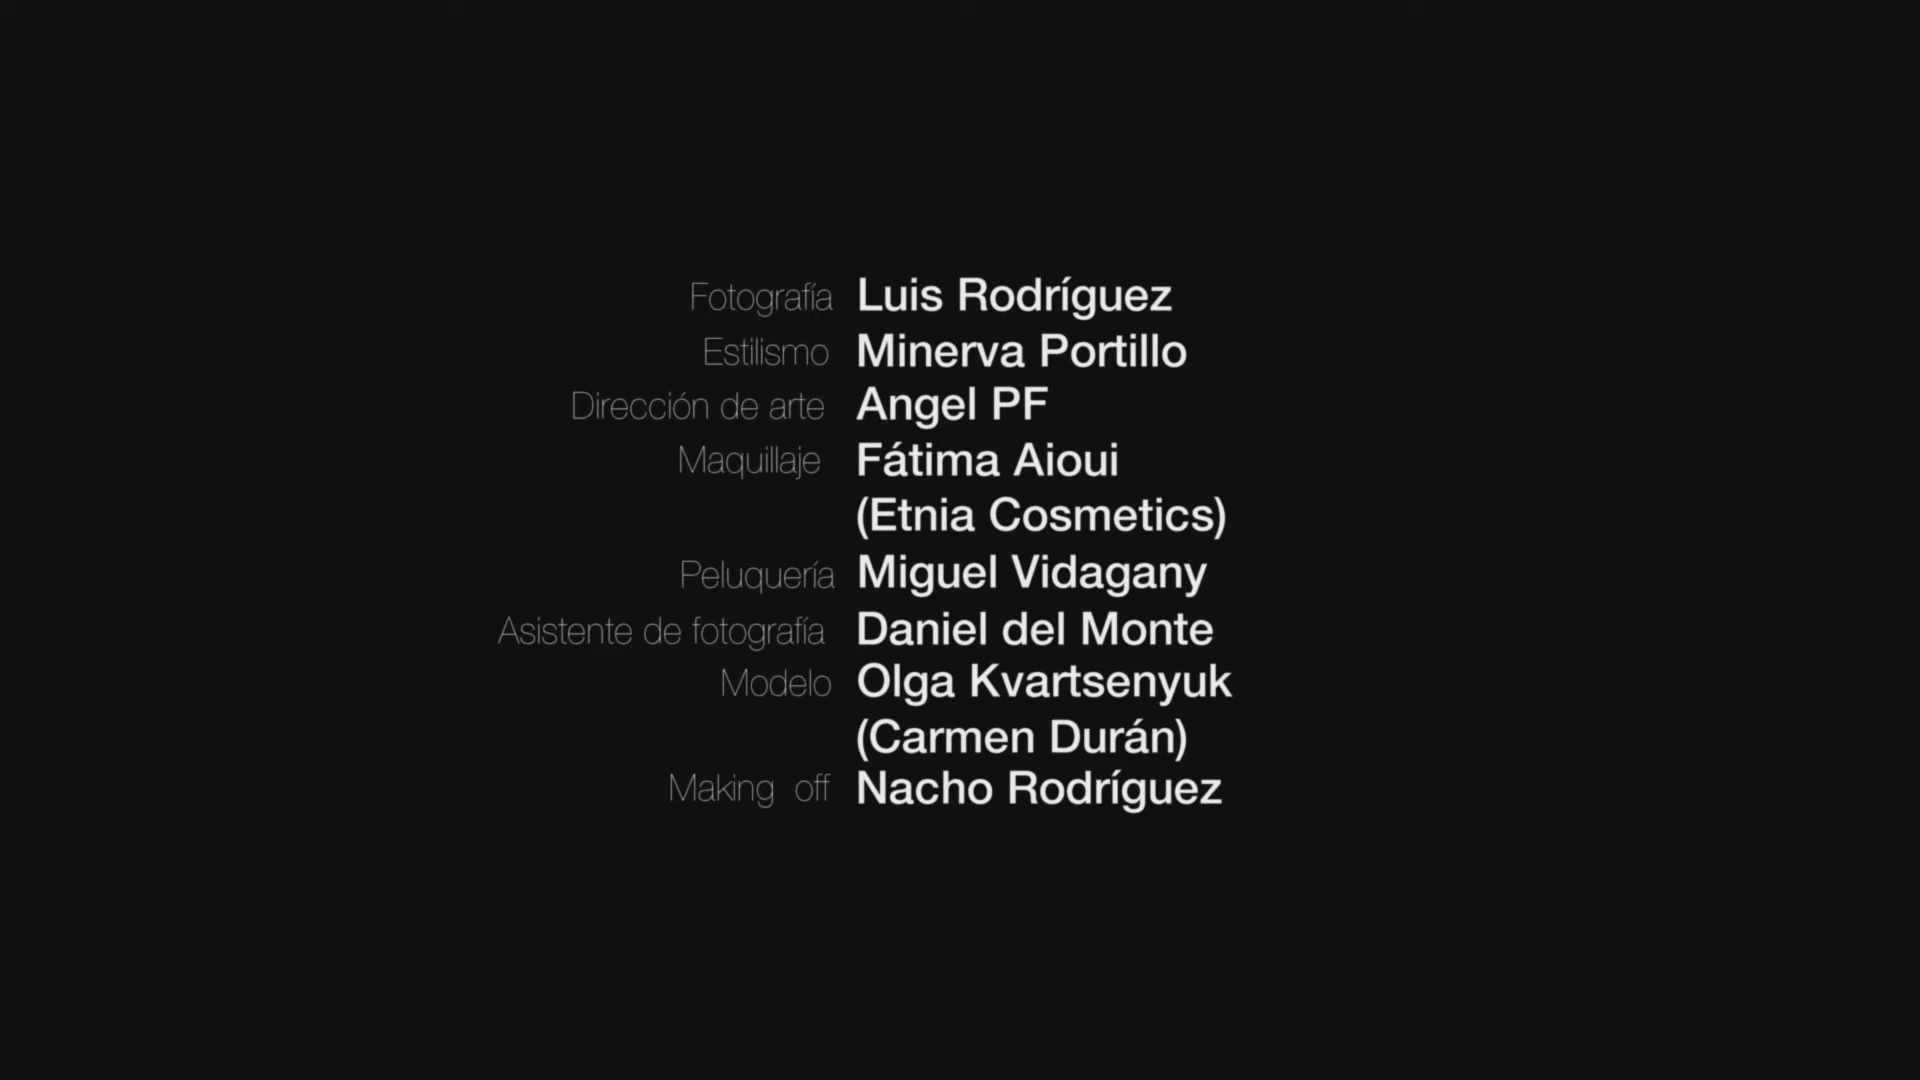 Fotografía Luis Rodríguez
Estilismo Minerva Portillo
Dirección de arte Angel PF
Maquillaje Fátima Aioui
(Etnia Cosmetics)
Peluquería Miguel Vidagany
Asistente de fotografía Daniel del Monte
Modelo Olga Kvartsenyuk
(Carmen Durán)
Making off Nacho Rodríguez